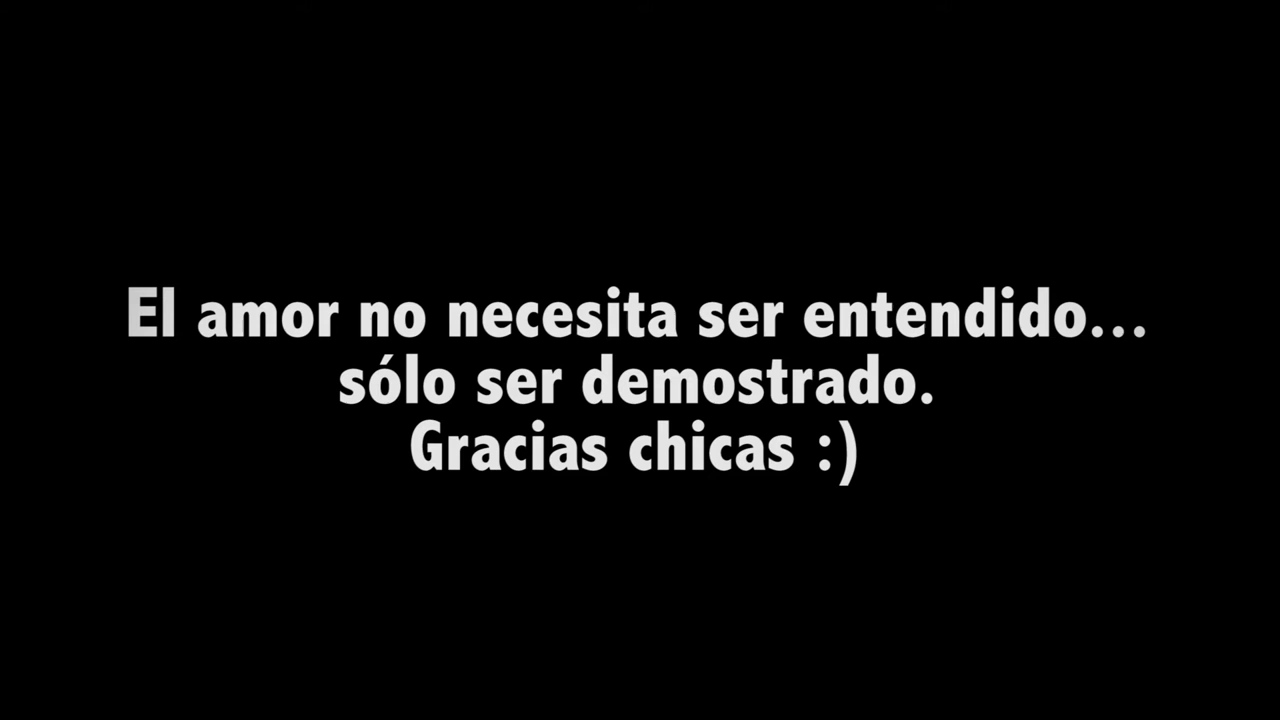 El amor no necesita ser entendido...
sólo ser demostrado.
Gracias chicas :)